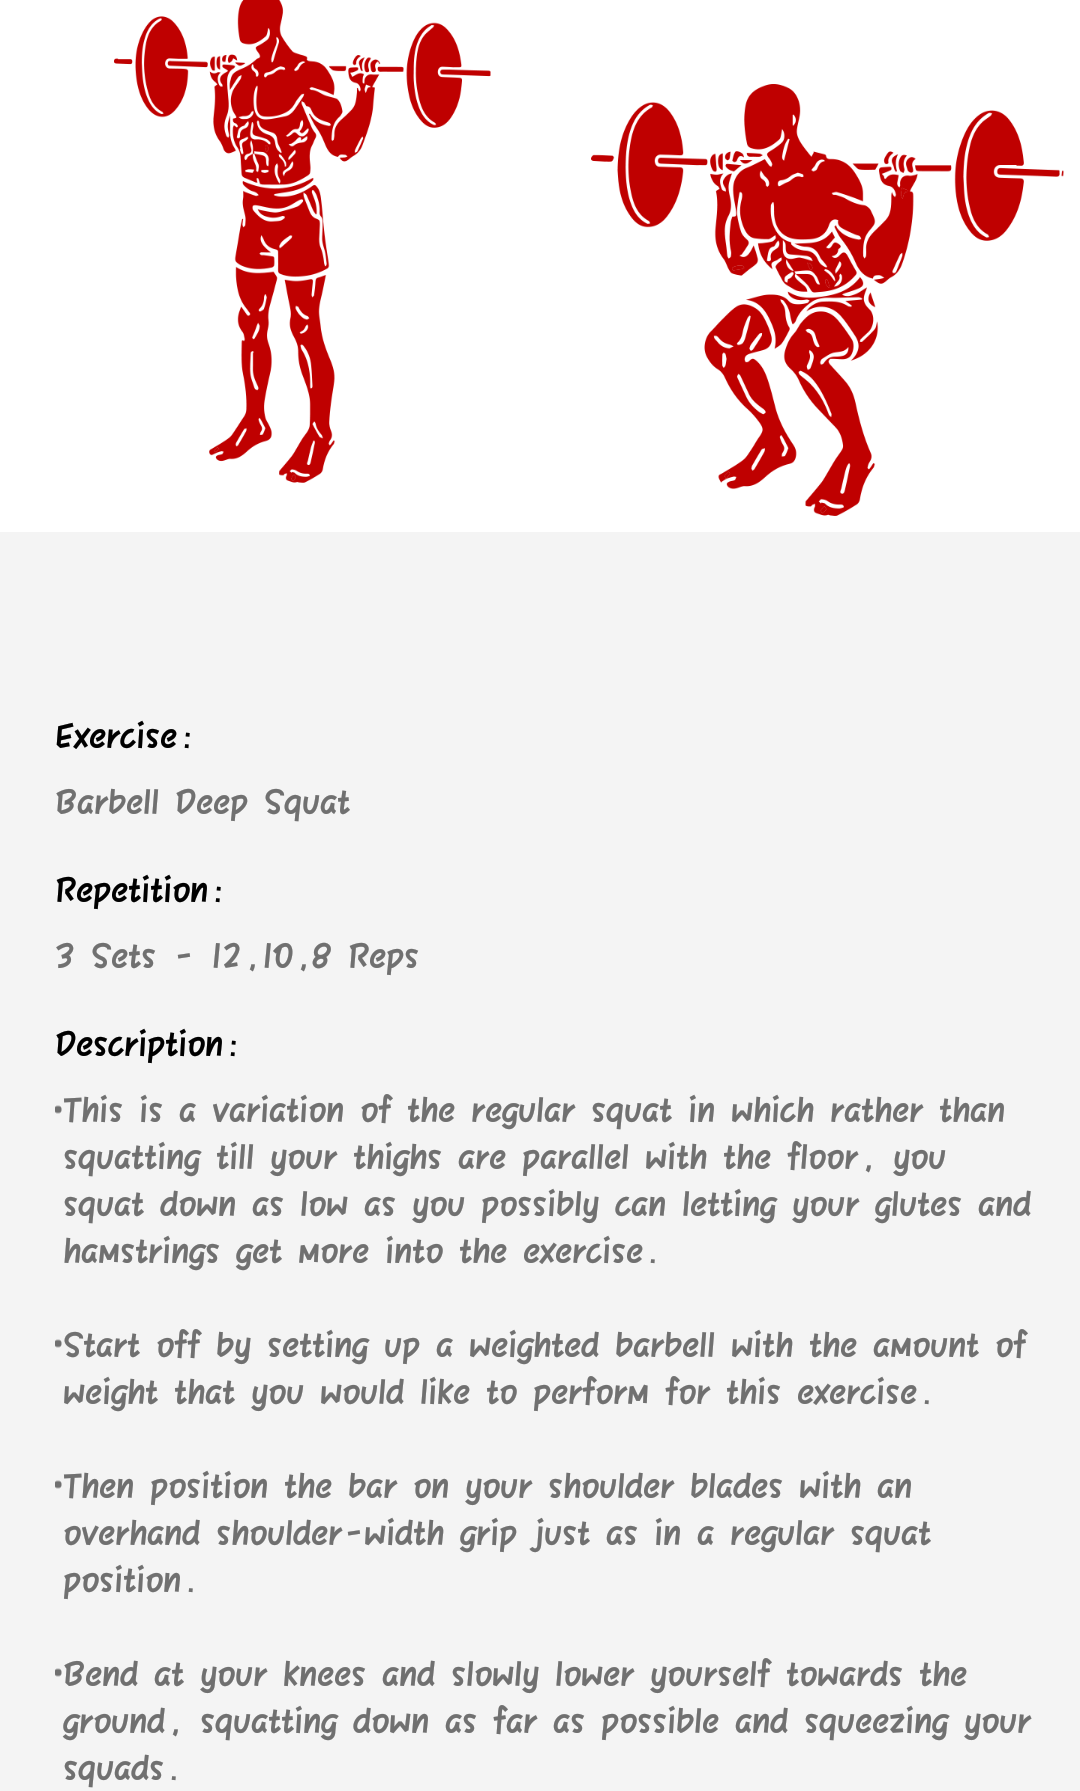 Exercise:
Barbell Deep Squat
Repetition:
3 Sets - 12,10,8 Reps
Description:
•This is a variation of the regular squat in which rather than
squatting till your thighs are parallel with the floor, you
squat down as low as you possibly can letting your glutes and
hamstrings get more into the exercise.
•Start off by setting up a weighted barbell with the amount of
weight that you would like to perform for this exercise.
•Then position the bar on your shoulder blades with an
overhand shoulder-width grip just as in a regular squat
position.
•Bend at your knees and slowly lower yourself towards the
ground, squatting down as far as possible and squeezing your
squads.